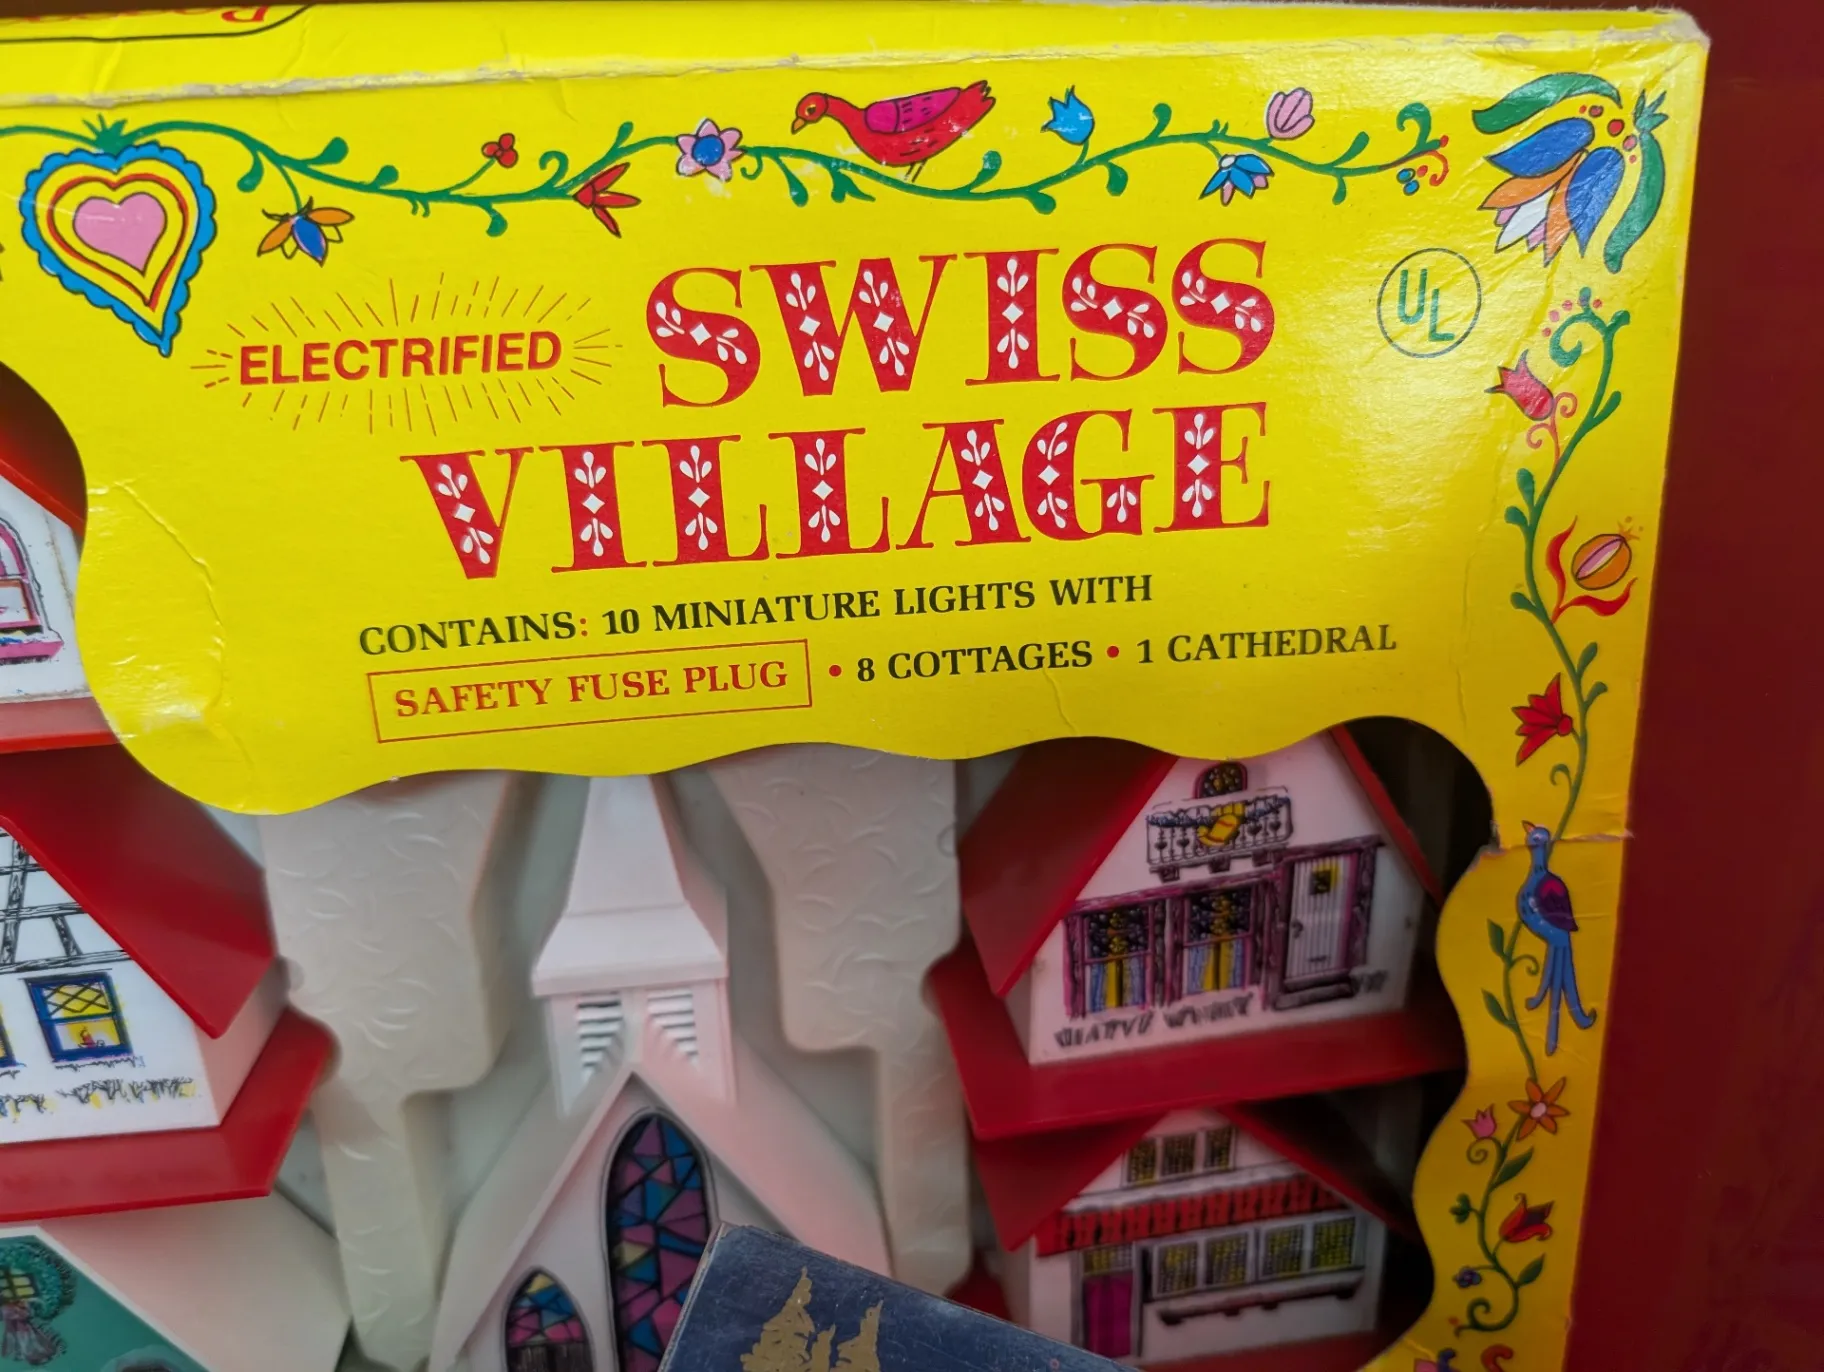 ELECTRIFIED
SWISS
VILLAGE
UL
CONTAINS: 10 MINIATURE LIGHTS WITH
SAFETY FUSE PLUG • 8 COTTAGES • 1 CATHEDRAL